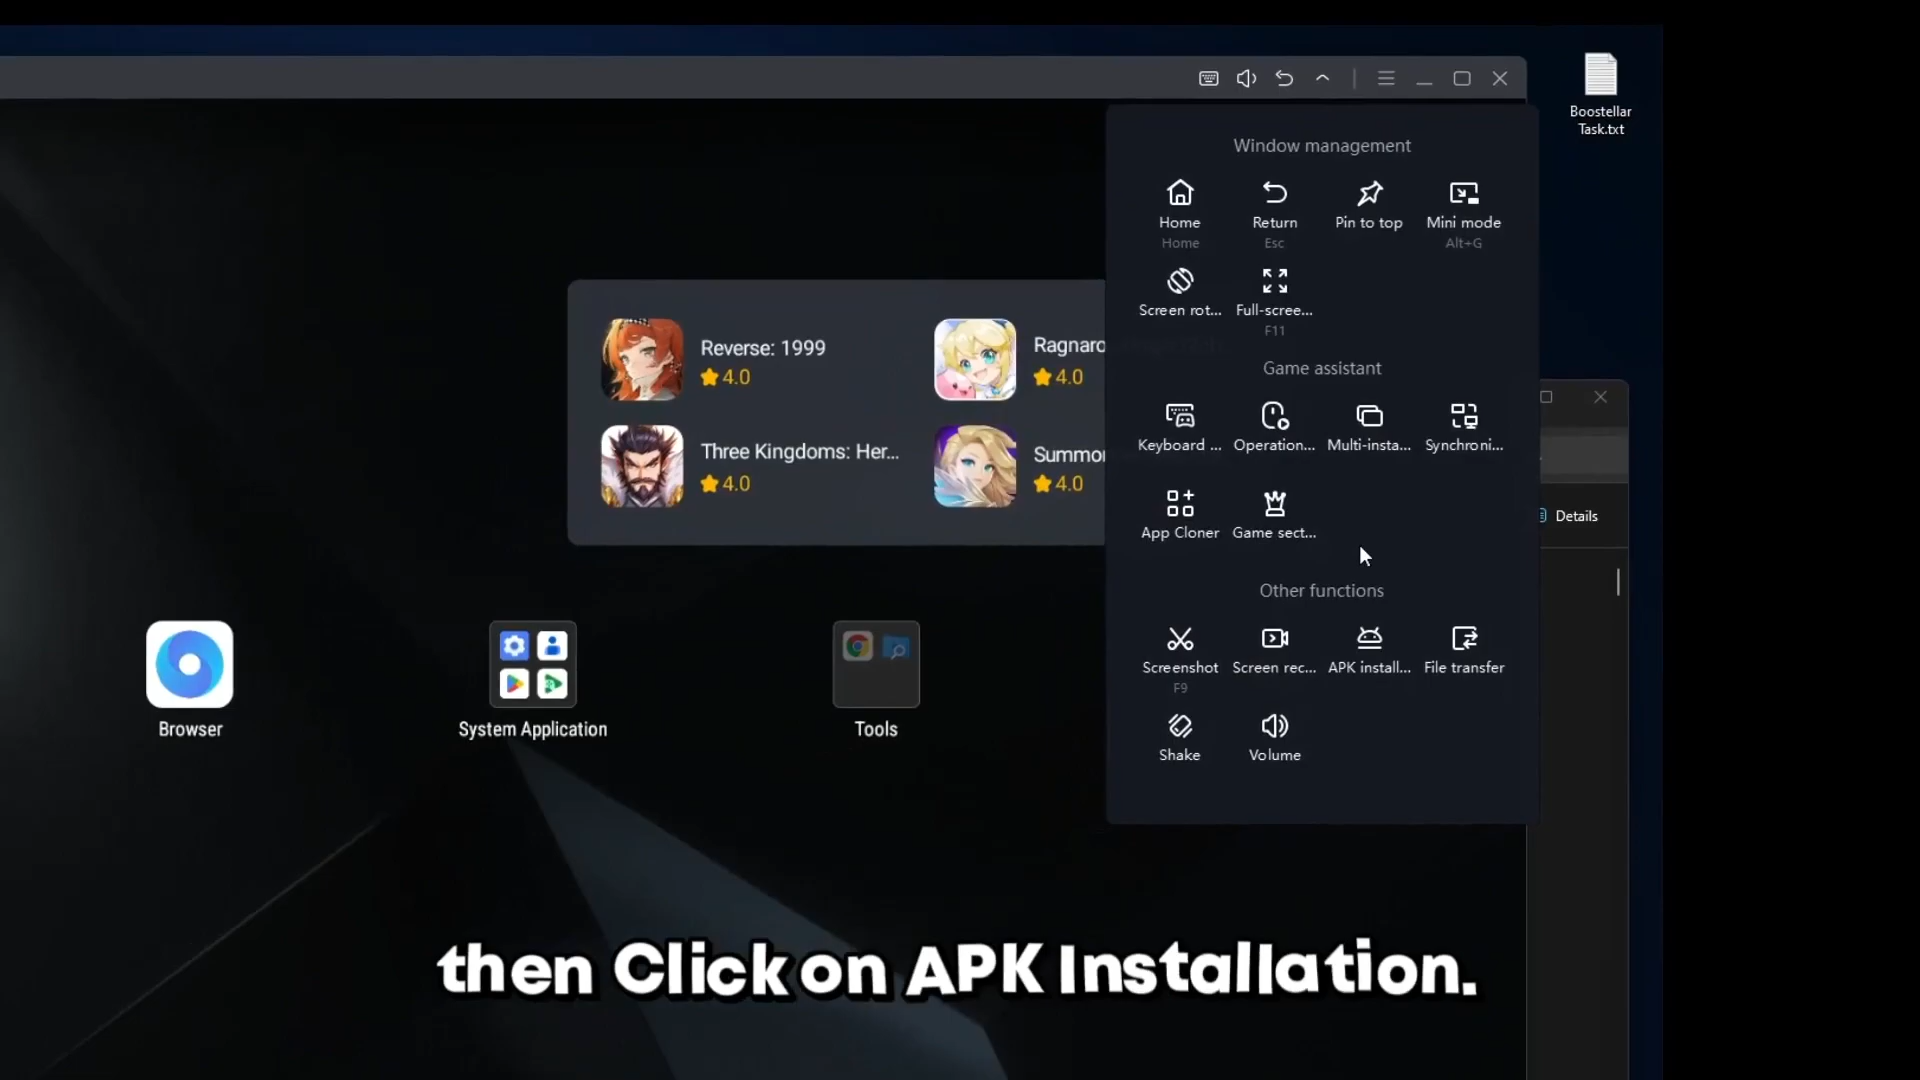 Boostellar
Task.txt
Window management
Home
Return
Pin to top
Mini mode
Home
Esc
Alt+G
Screen rot...
Full-scree...
F11
Reverse: 1999
4.0
Ragnaro
4.0
Three Kingdoms: Her...
4.0
Summo
4.0
Game assistant
Keyboard ...
Operation...
Multi-insta...
Synchroni...
App Cloner
Game sect...
Details
Other functions
Screenshot
Screen rec...
APK install...
File transfer
F9
Shake
Volume
Browser
System Application
Tools
then Click on APK Installation.